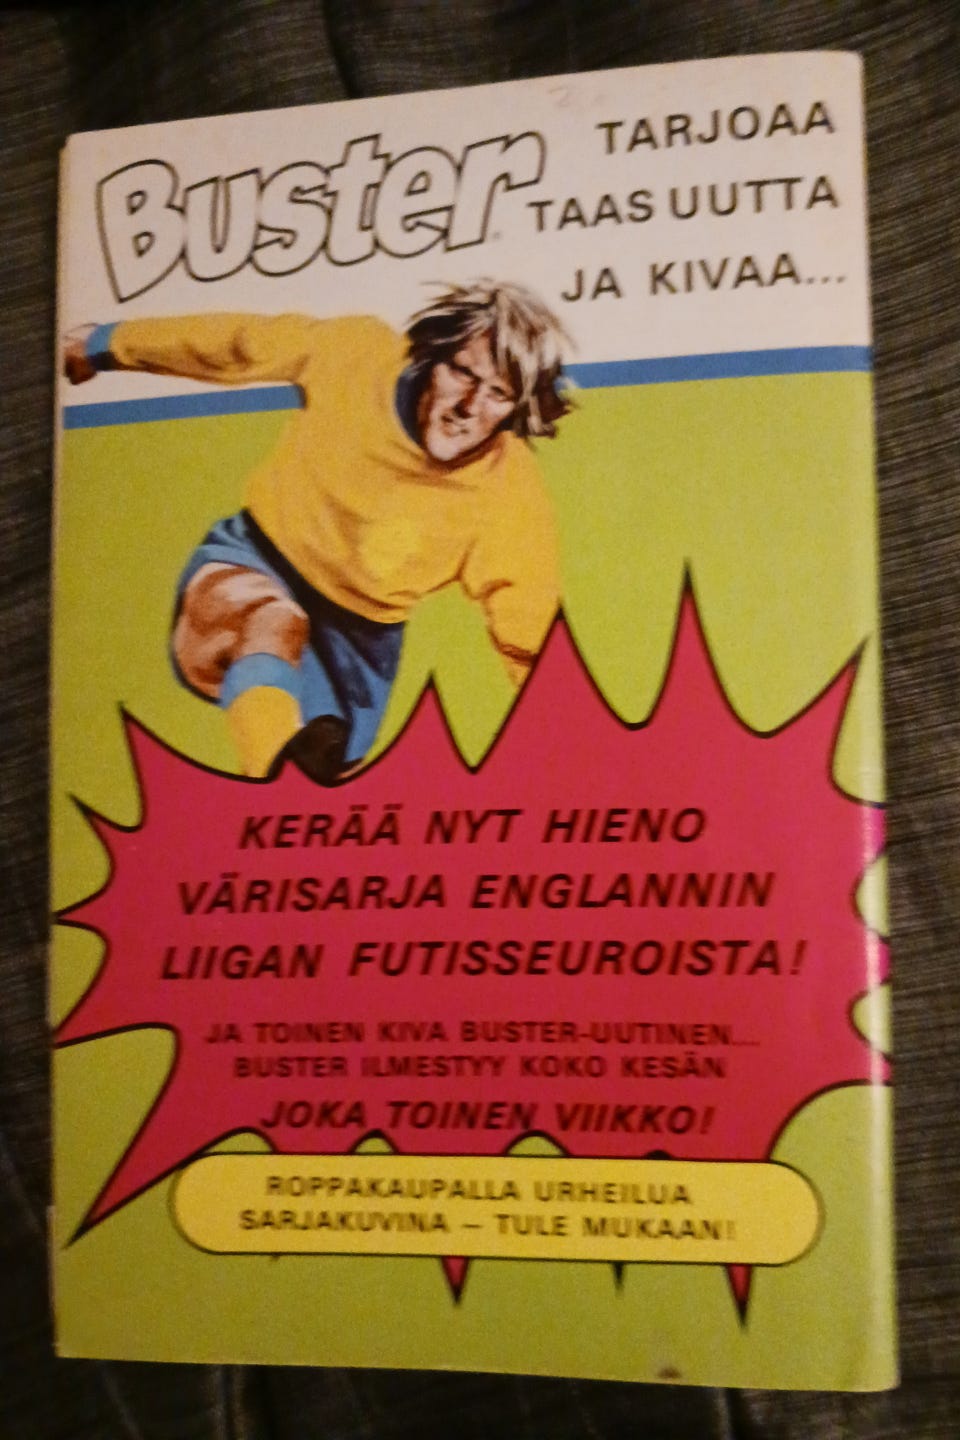 Buster TARJOAA
TAAS UUTTA
JA KIVAA...
KERÄÄ NYT HIENO
VÄRISARJA ENGLANNIN
LIIGAN FUTISSEUROISTA!
JA TOINEN KIVA BUSTER-UUTINEN...
BUSTER ILMESTYY KOKO KESÄN
JOKA TOINEN VIIKKO!
ROPPAKAUPALLA URHEILUA
SARJAKUVINA – TULE MUKAAN!